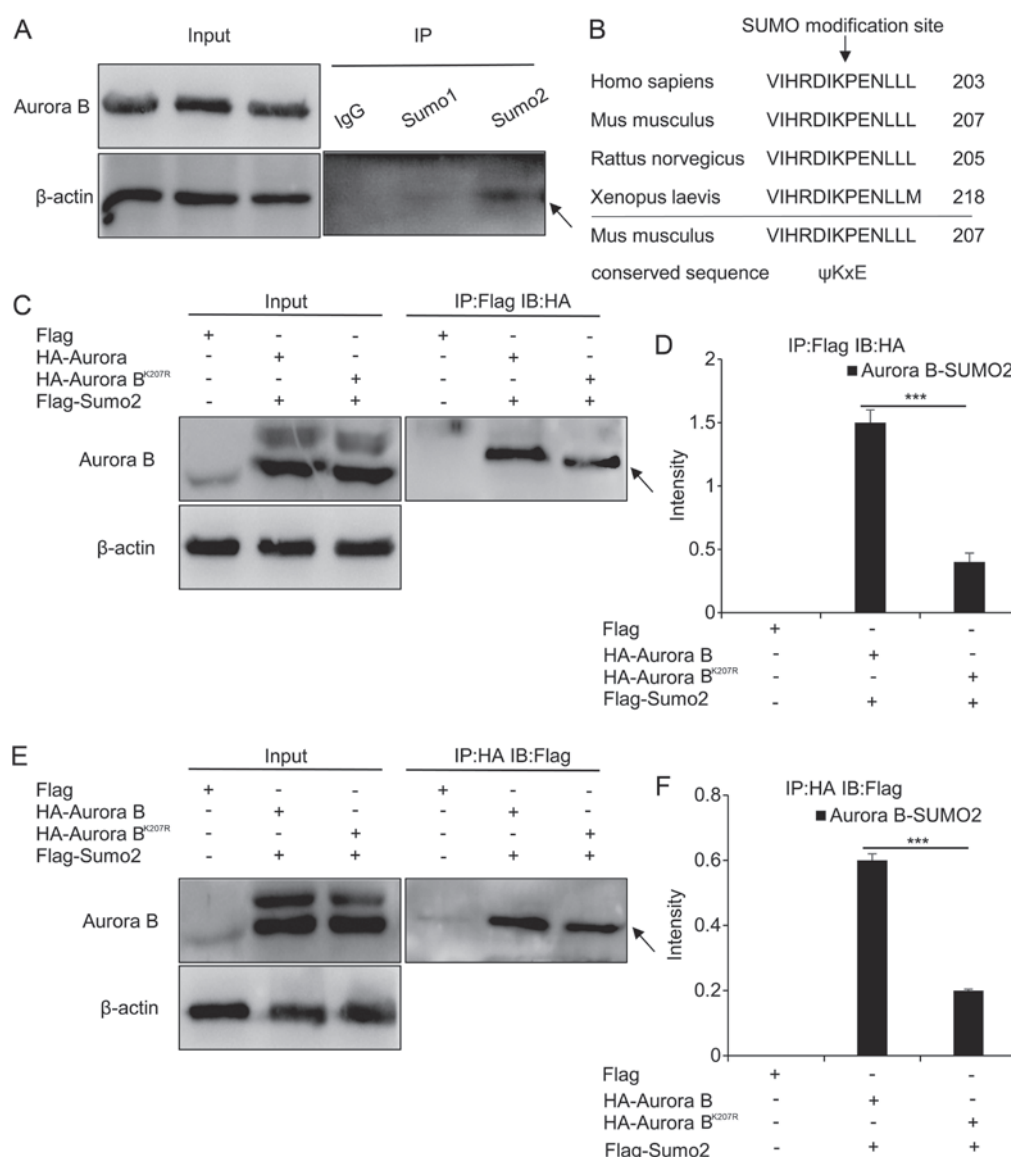 A
Input
IP
Aurora B
IgG
Sumo1
Sumo2
β-actin
B
SUMO modification site
Homo sapiens VIHRDIKPENLLL 203
Mus musculus VIHRDIKPENLLL 207
Rattus norvegicus VIHRDIKPENLLL 205
Xenopus laevis VIHRDIKPENLLM 218
Mus musculus VIHRDIKPENLLL 207
conserved sequence ψKxE
C
Input
IP:Flag IB:HA
Flag + - - + - -
HA-Aurora - + - - + -
HA-Aurora B^K207R - - + - - +
Flag-Sumo2 - + + - + +
Aurora B
β-actin
D
IP:Flag IB:HA
Aurora B-SUMO2
***
Intensity
2
1.5
1
0.5
0
Flag + - -
HA-Aurora B - + -
HA-Aurora B^K207R - - +
Flag-Sumo2 - + +
E
Input
IP:HA IB:Flag
Flag + - - + - -
HA-Aurora B - + - - + -
HA-Aurora B^K207R - - + - - +
Flag-Sumo2 - + + - + +
Aurora B
β-actin
F
IP:HA IB:Flag
Aurora B-SUMO2
***
Intensity
0.8
0.6
0.4
0.2
0
Flag + - -
HA-Aurora B - + -
HA-Aurora B^K207R - - +
Flag-Sumo2 - + +